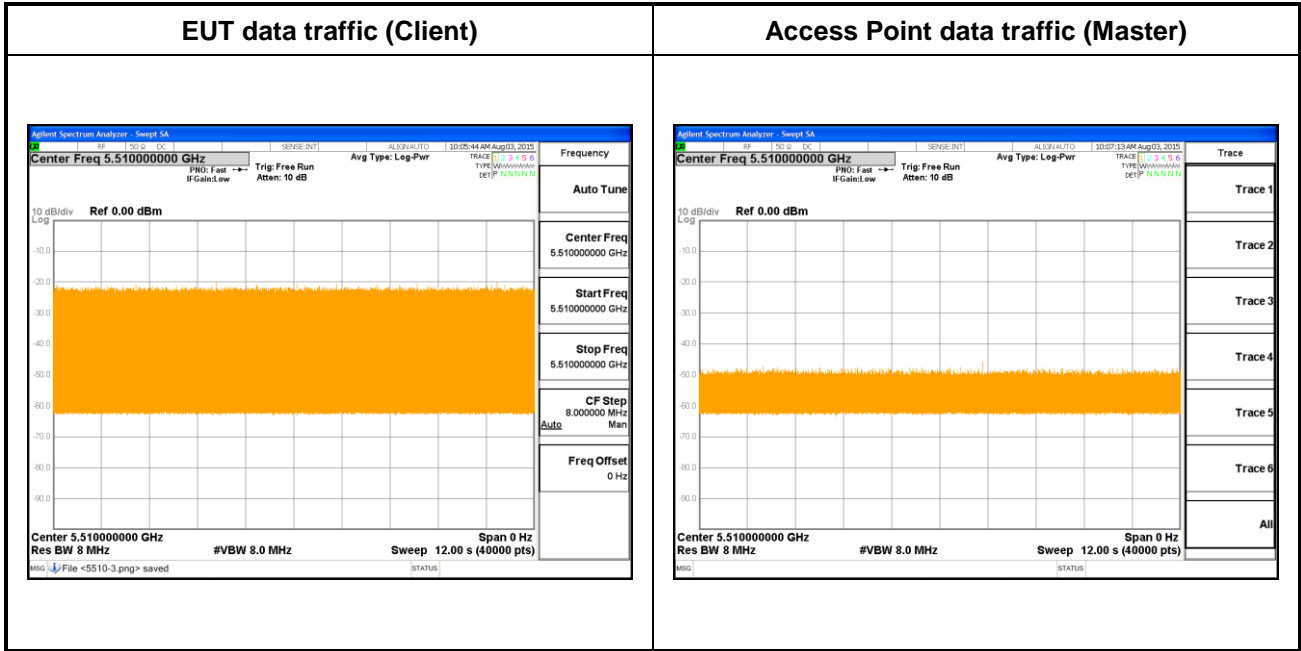 EUT data traffic (Client)
Access Point data traffic (Master)
Agilent Spectrum Analyzer - Swept SA
RF 50 Ω DC SENSE:INT ALIGNAUTO 10:05:44 AM Aug03, 2015
Center Freq 5.510000000 GHz
PNO: Fast
IFGain:Low
Trig: Free Run
Atten: 10 dB
Avg Type: Log-Pwr
TRACE 1 2 3 4 5 6
TYPE
DET P N N N N N
10 dB/div Ref 0.00 dBm
Log
-10.0
-20.0
-30.0
-40.0
-50.0
-60.0
-70.0
-80.0
-90.0
Center 5.510000000 GHz Span 0 Hz
Res BW 8 MHz #VBW 8.0 MHz Sweep 12.00 s (40000 pts)
MSG File <5510-3.png> saved STATUS
Frequency
Auto Tune
Center Freq
5.510000000 GHz
Start Freq
5.510000000 GHz
Stop Freq
5.510000000 GHz
CF Step
8.000000 MHz
Auto Man
Freq Offset
0 Hz
Agilent Spectrum Analyzer - Swept SA
RF 50 Ω DC SENSE:INT ALIGNAUTO 10:07:13 AM Aug03, 2015
Center Freq 5.510000000 GHz
PNO: Fast
IFGain:Low
Trig: Free Run
Atten: 10 dB
Avg Type: Log-Pwr
TRACE 1 2 3 4 5 6
TYPE
DET P N N N N N
10 dB/div Ref 0.00 dBm
Log
-10.0
-20.0
-30.0
-40.0
-50.0
-60.0
-70.0
-80.0
-90.0
Center 5.510000000 GHz Span 0 Hz
Res BW 8 MHz #VBW 8.0 MHz Sweep 12.00 s (40000 pts)
MSG STATUS
Trace
Trace 1
Trace 2
Trace 3
Trace 4
Trace 5
Trace 6
All